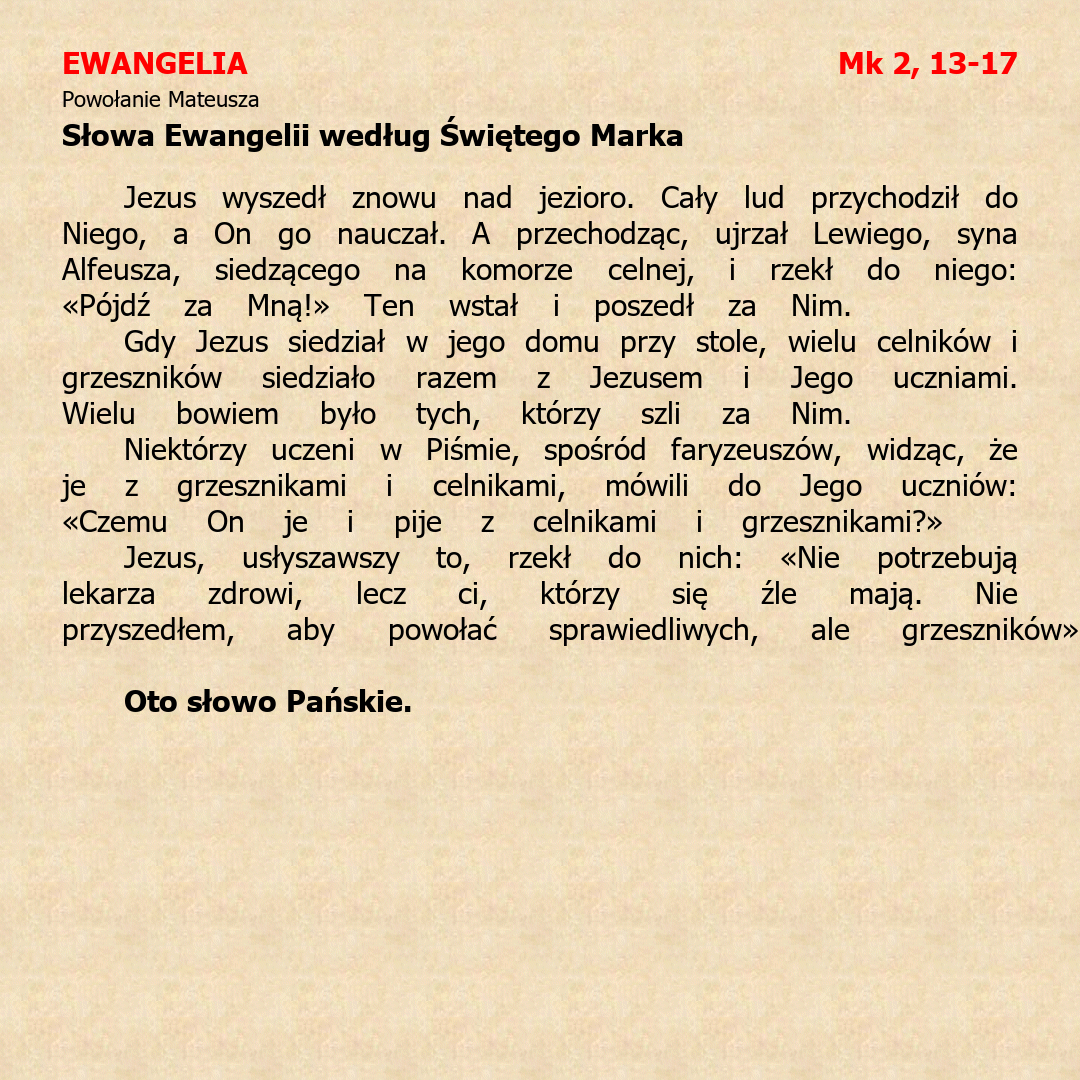 EWANGELIA Mk 2, 13-17
Powołanie Mateusza
Słowa Ewangelii według Świętego Marka
Jezus wyszedł znowu nad jezioro. Cały lud przychodził do
Niego, a On go nauczał. A przechodząc, ujrzał Lewiego, syna
Alfeusza, siedzącego na komorze celnej, i rzekł do niego:
«Pójdź za Mną!» Ten wstał i poszedł za Nim.
Gdy Jezus siedział w jego domu przy stole, wielu celników i
grzeszników siedziało razem z Jezusem i Jego uczniami.
Wielu bowiem było tych, którzy szli za Nim.
Niektórzy uczeni w Piśmie, spośród faryzeuszów, widząc, że
je z grzesznikami i celnikami, mówili do Jego uczniów:
«Czemu On je i pije z celnikami i grzesznikami?»
Jezus, usłyszawszy to, rzekł do nich: «Nie potrzebują
lekarza zdrowi, lecz ci, którzy się źle mają. Nie
przyszedłem, aby powołać sprawiedliwych, ale grzeszników»
Oto słowo Pańskie.